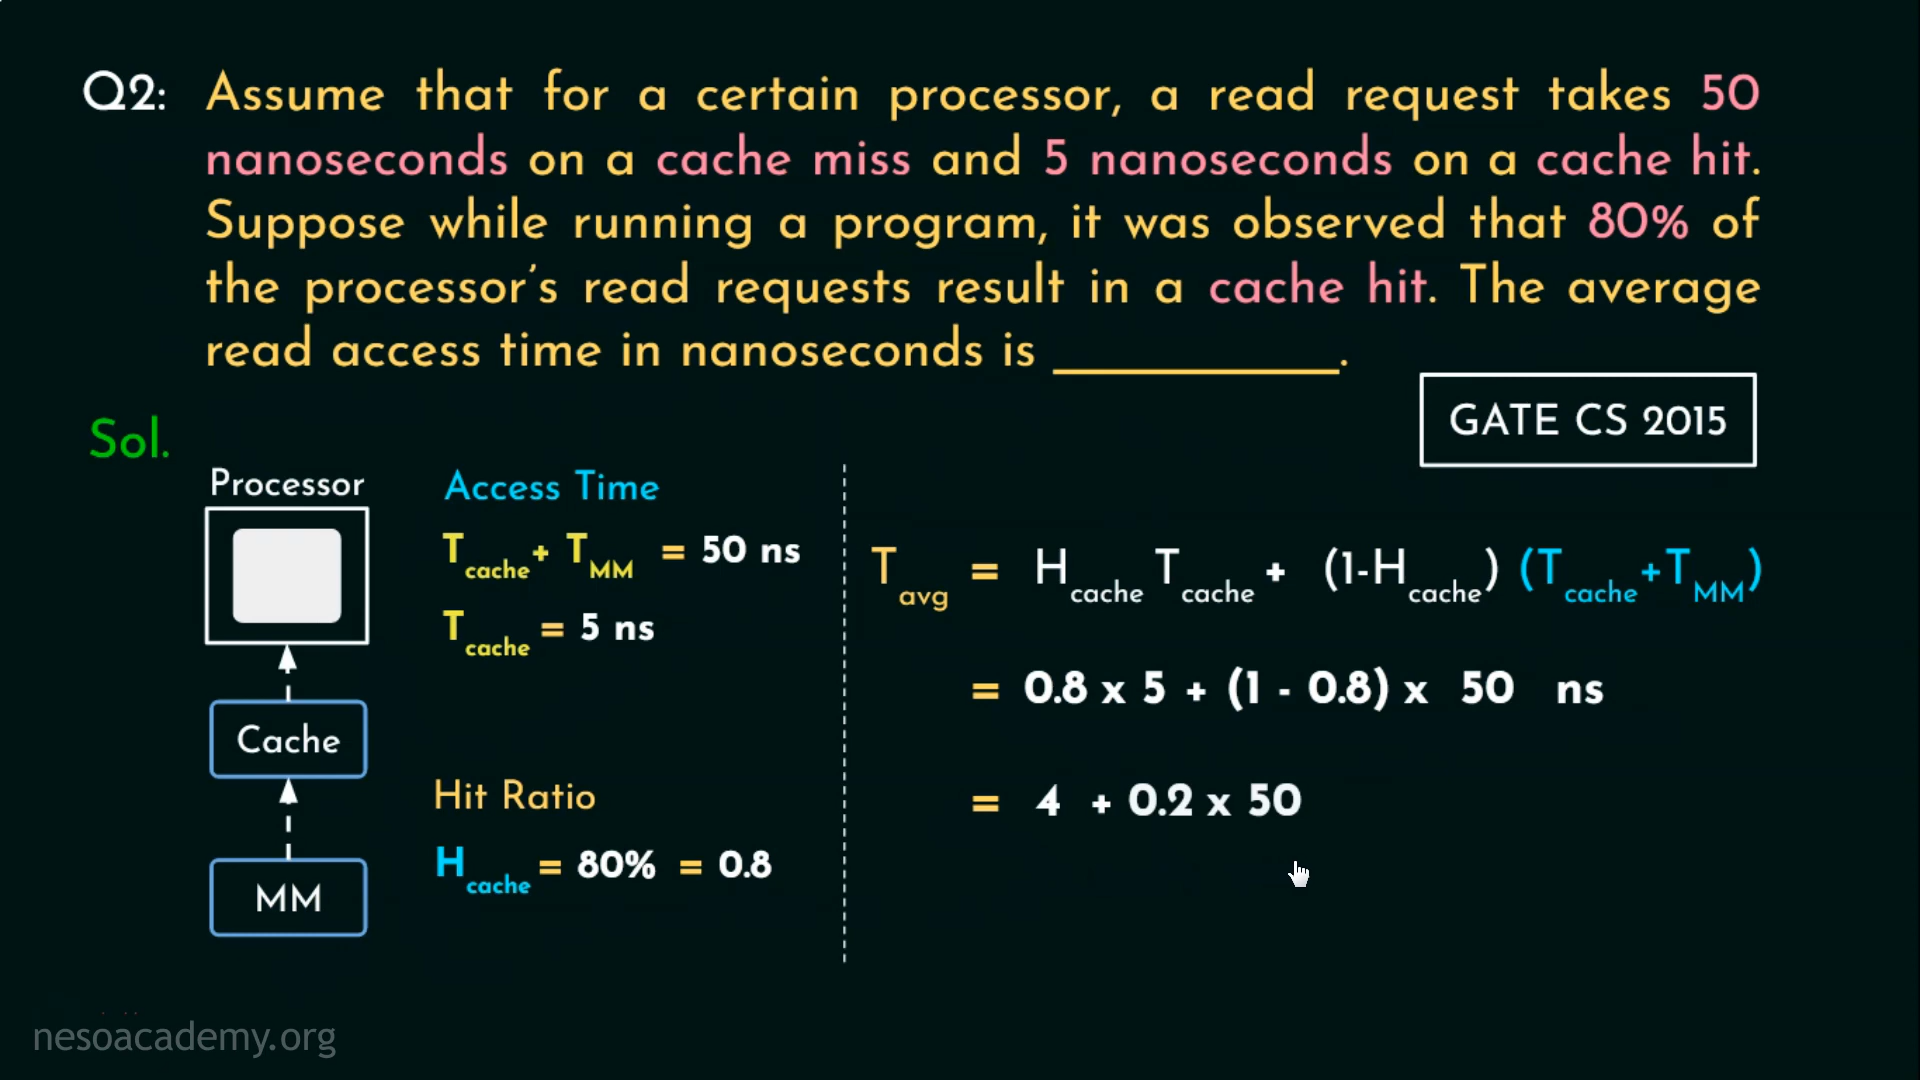 Q2: Assume that for a certain processor, a read request takes 50
nanoseconds on a cache miss and 5 nanoseconds on a cache hit.
Suppose while running a program, it was observed that 80% of
the processor's read requests result in a cache hit. The average
read access time in nanoseconds is __________.
GATE CS 2015
Sol.
Processor
Cache
MM
Access Time
Tcache + TMM = 50 ns
Tcache = 5 ns
Hit Ratio
Hcache = 80% = 0.8
Tavg = Hcache Tcache + (1-Hcache) (Tcache+TMM)
= 0.8 x 5 + (1 - 0.8) x 50 ns
= 4 + 0.2 x 50
nesoacademy.org